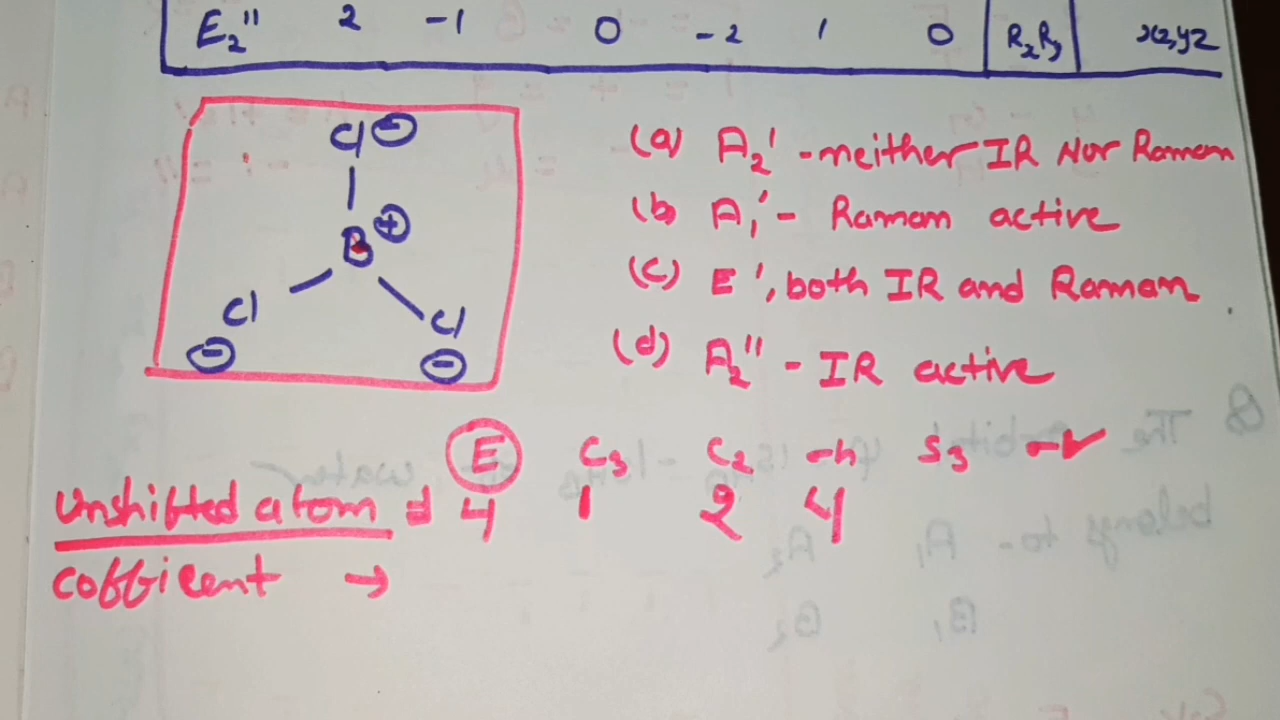 E₂" 2 -1 0 -2 1 0 RₓRᵧ xz,yz
Cl ⊖
B ⊕
Cl ⊖
Cl ⊖
(a) A₂' - neither IR Nor Raman
(b) A₁' - Raman active
(c) E', both IR and Raman
(d) A₂" - IR active
E C₃ C₂ σh S₃ σv
unshifted atom = 4 1 2 4
cofficent →